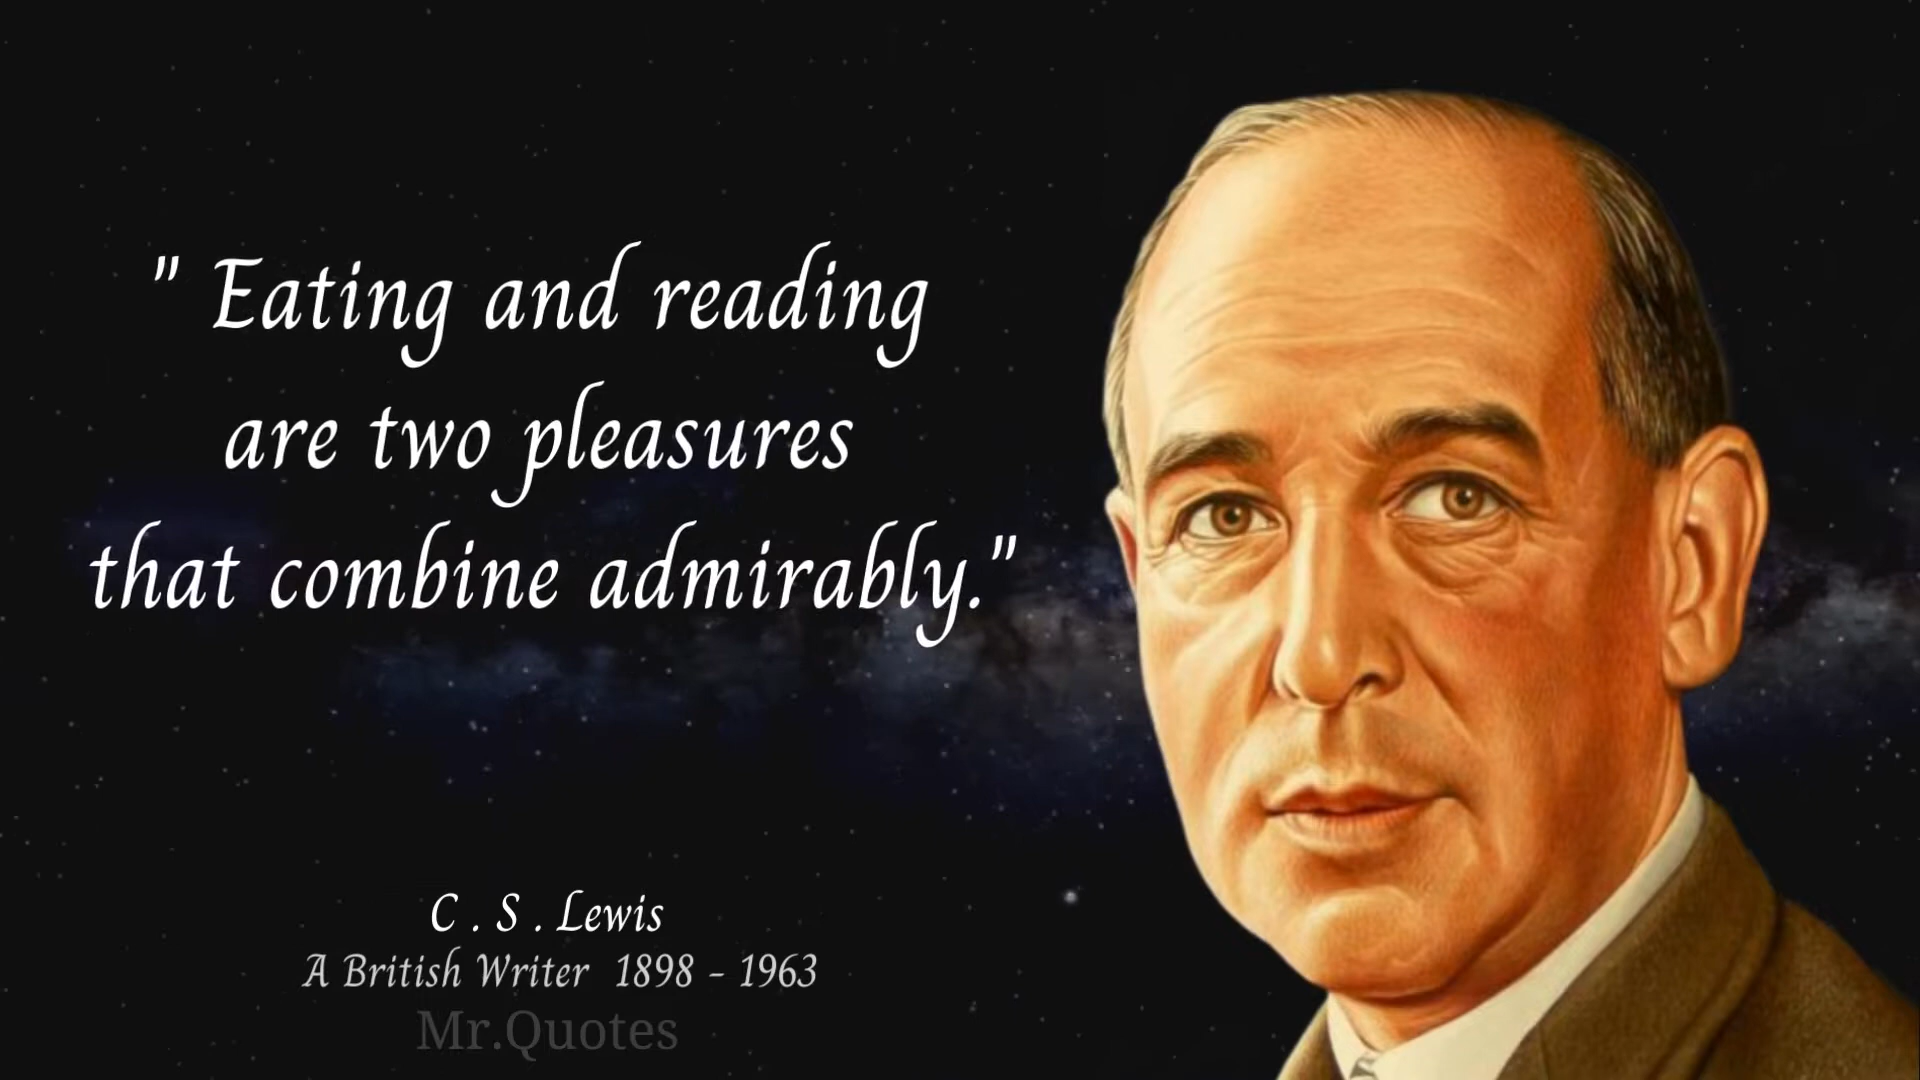 " Eating and reading
are two pleasures
that combine admirably."
C . S . Lewis
A British Writer 1898 - 1963
Mr.Quotes